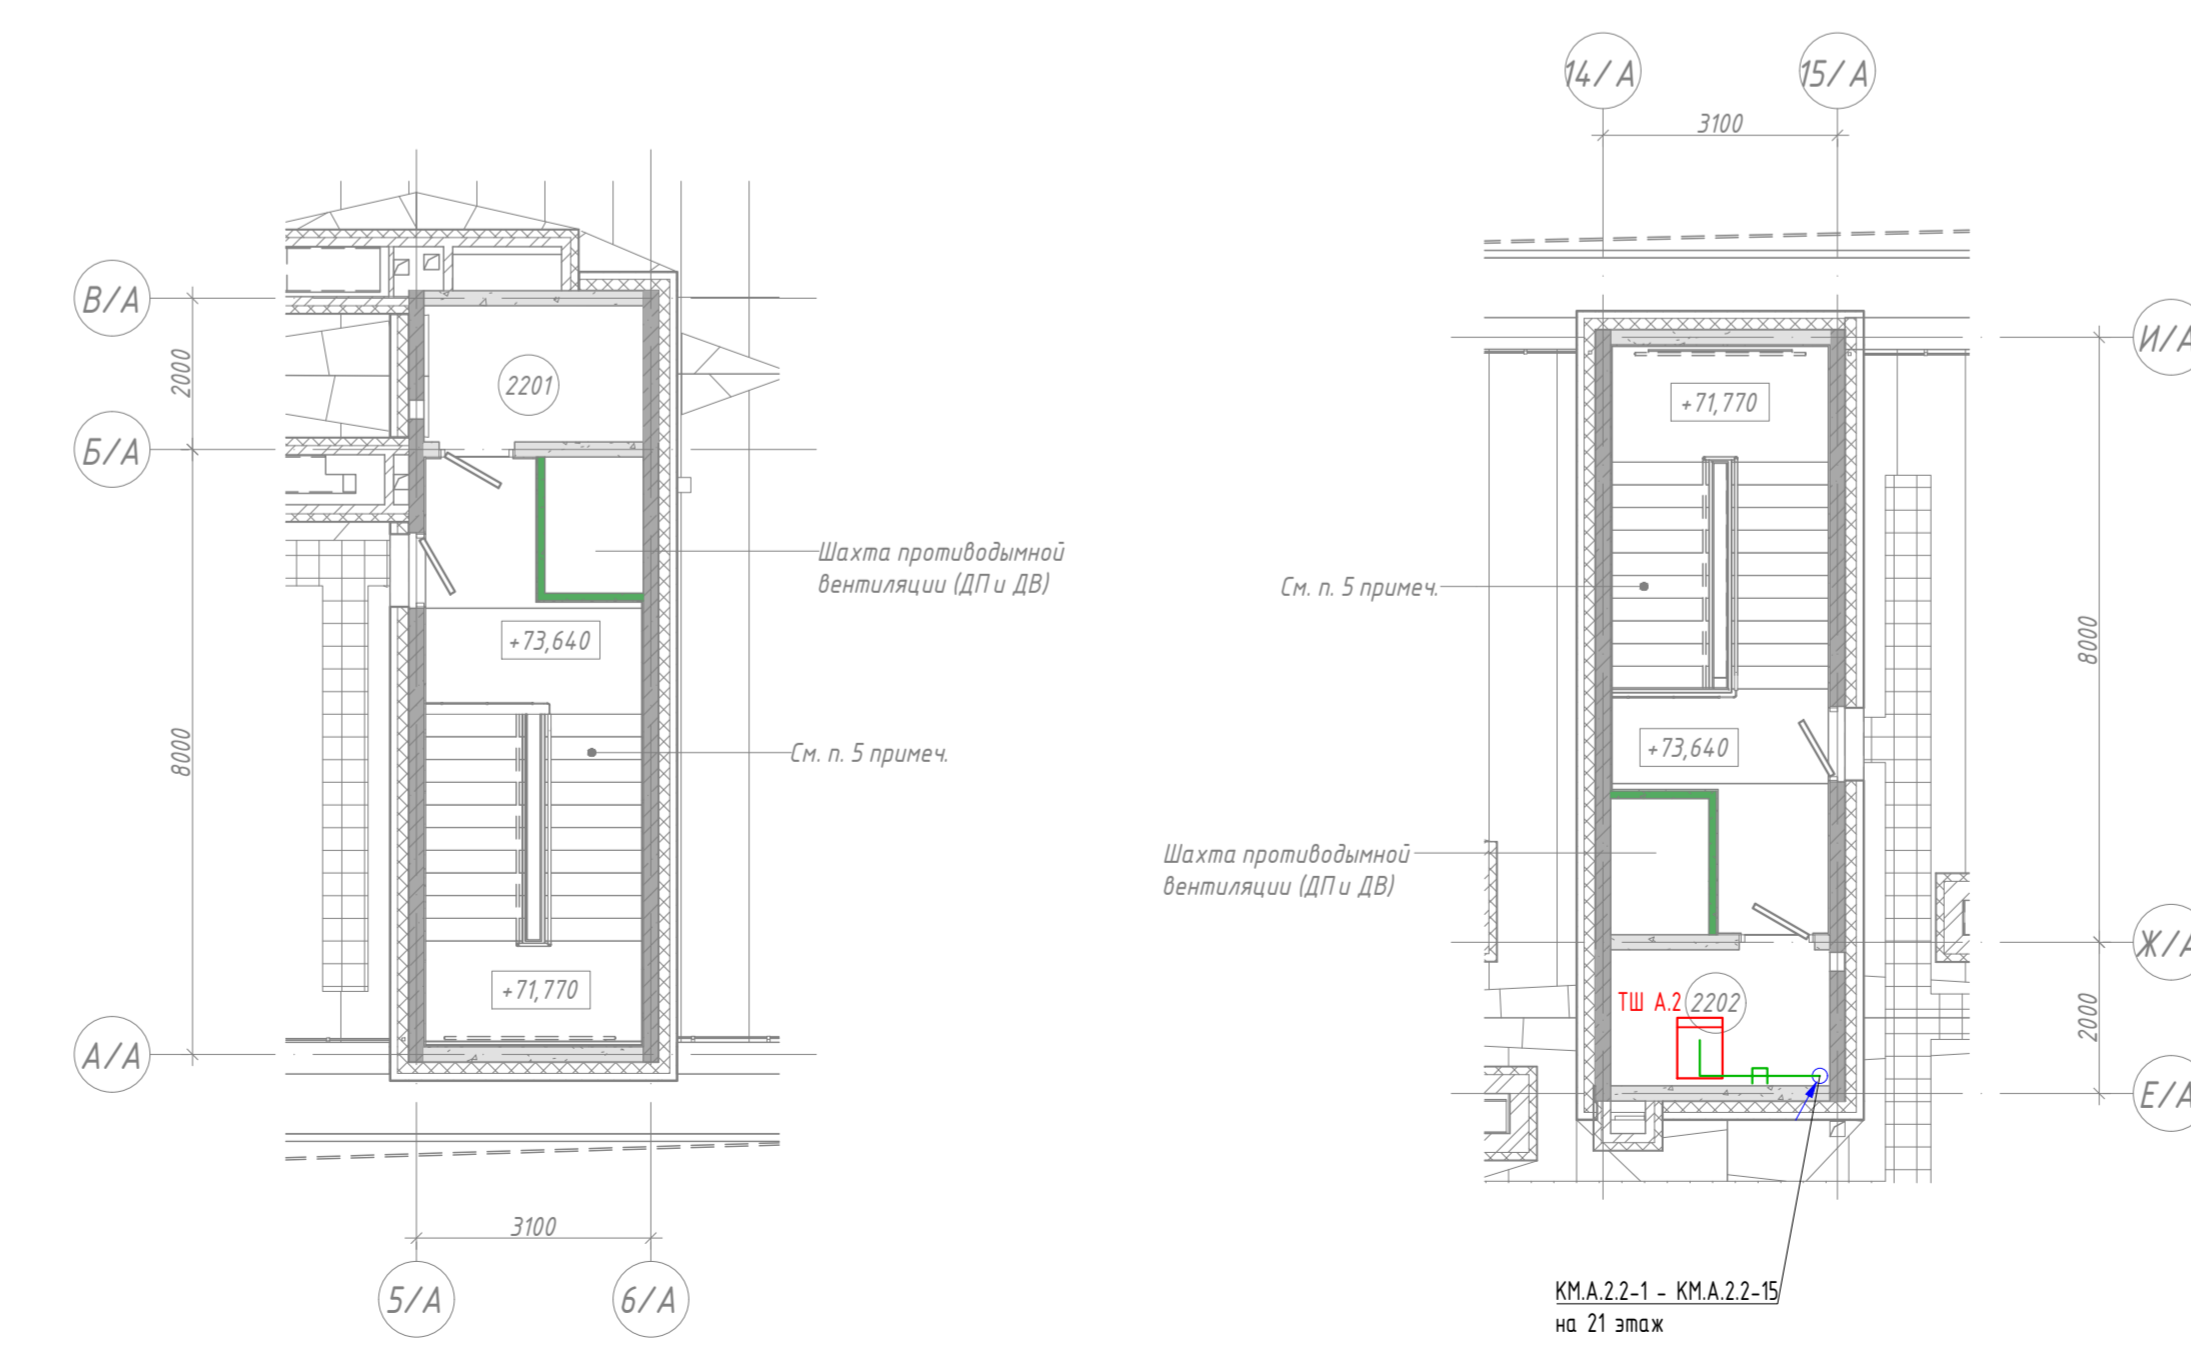 В/А
2000
Б/А
8000
А/А
2201
Шахта противодымной
вентиляции (ДП и ДВ)
+73,640
См. п. 5 примеч.
+71,770
3100
5/А
6/А
14/А
15/А
3100
И/А
+71,770
См. п. 5 примеч.
8000
+73,640
Шахта противодымной
вентиляции (ДП и ДВ)
Ж/А
ТШ А.2
2202
2000
Е/А
КМ.А.2.2-1 - КМ.А.2.2-15
на 21 этаж
П